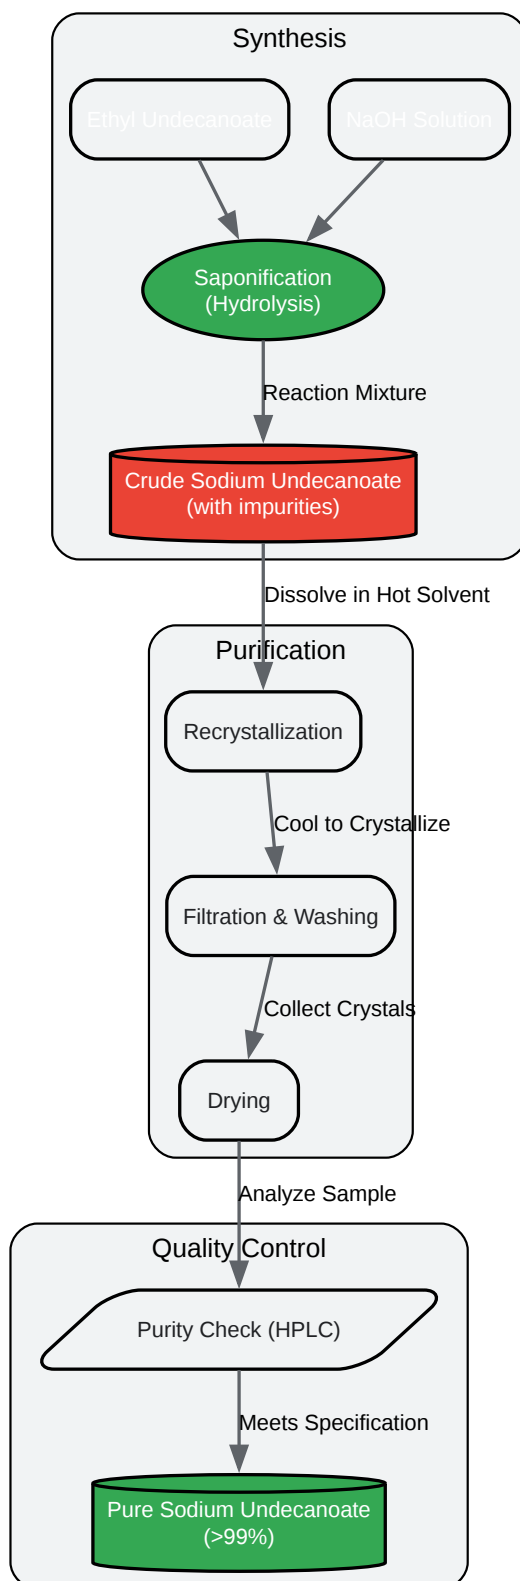 Synthesis
Ethyl Undecanoate
NaOH Solution
Saponification
(Hydrolysis)
Reaction Mixture
Crude Sodium Undecanoate
(with impurities)
Dissolve in Hot Solvent
Purification
Recrystallization
Cool to Crystallize
Filtration & Washing
Collect Crystals
Drying
Analyze Sample
Quality Control
Purity Check (HPLC)
Meets Specification
Pure Sodium Undecanoate
(>99%)